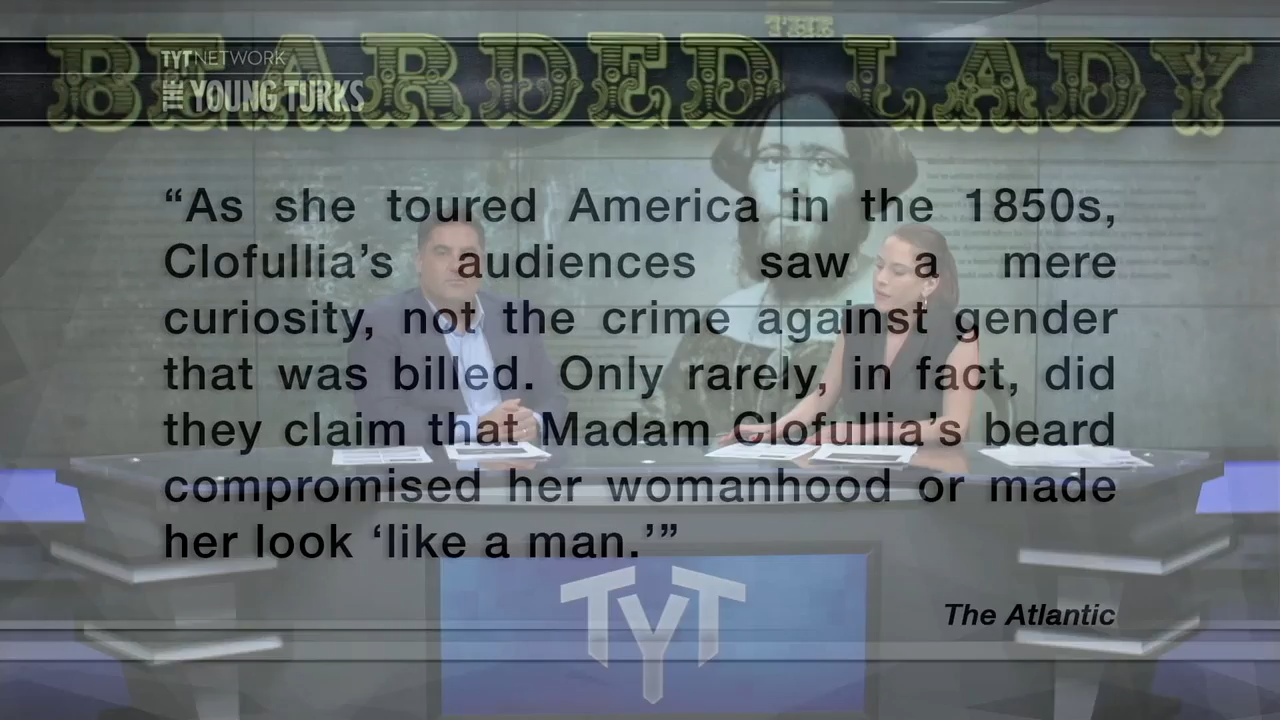 THE
BEARDED LADY
TYT NETWORK
THE YOUNG TURKS
“As she toured America in the 1850s,
Clofullia’s audiences saw a mere
curiosity, not the crime against gender
that was billed. Only rarely, in fact, did
they claim that Madam Clofullia’s beard
compromised her womanhood or made
her look ‘like a man.’”
The Atlantic
TYT